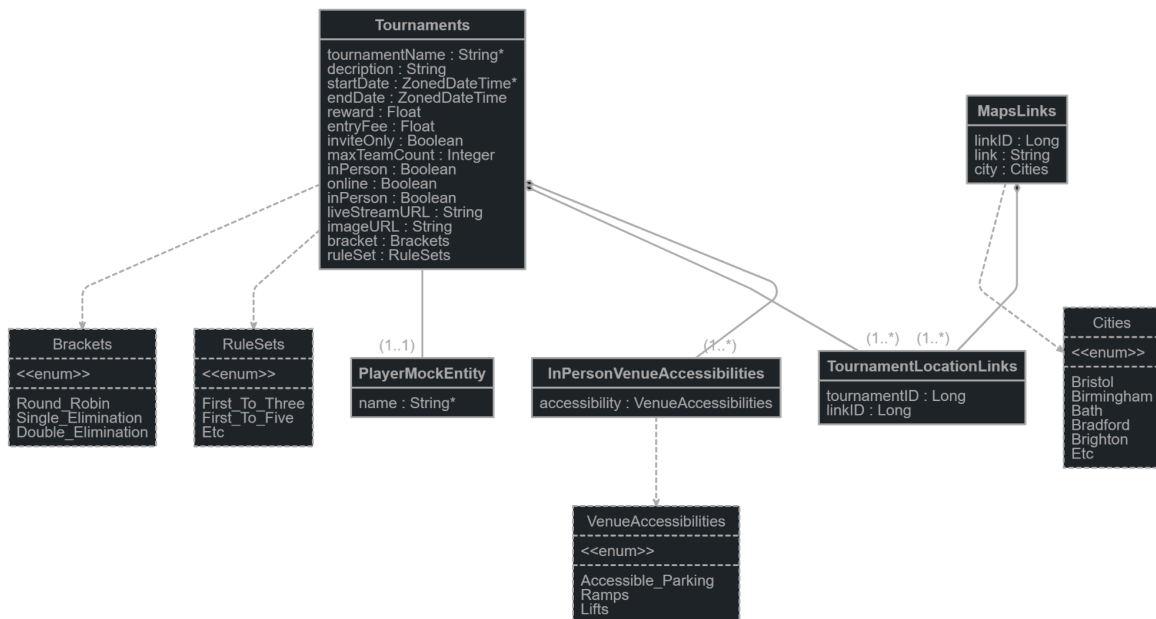 Tournaments
tournamentName : String*
decription : String
startDate : ZonedDateTime*
endDate : ZonedDateTime
reward : Float
entryFee : Float
inviteOnly : Boolean
maxTeamCount : Integer
inPerson : Boolean
online : Boolean
inPerson : Boolean
liveStreamURL : String
imageURL : String
bracket : Brackets
ruleSet : RuleSets
MapsLinks
linkID : Long
link : String
city : Cities
Brackets
<<enum>>
Round_Robin
Single_Elimination
Double_Elimination
RuleSets
<<enum>>
First_To_Three
First_To_Five
Etc
(1..1)
PlayerMockEntity
name : String*
(1..*)
InPersonVenueAccessibilities
accessibility : VenueAccessibilities
(1..*)
(1..*)
TournamentLocationLinks
tournamentID : Long
linkID : Long
Cities
<<enum>>
Bristol
Birmingham
Bath
Bradford
Brighton
Etc
VenueAccessibilities
<<enum>>
Accessible_Parking
Ramps
Lifts